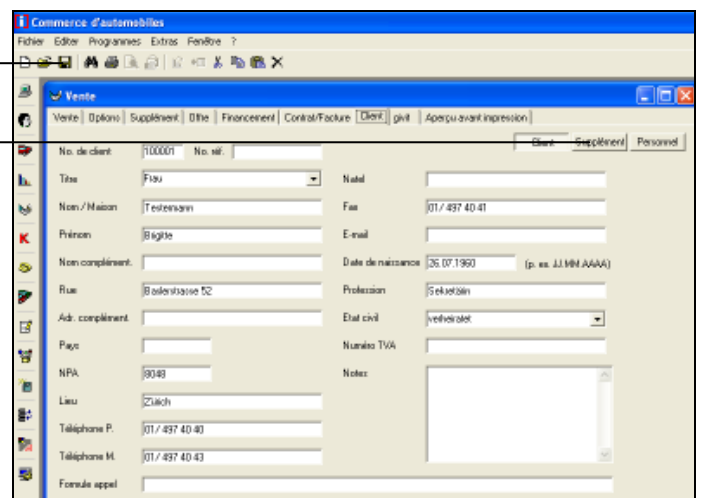 Commerce d'automobiles
Fichier Editer Programmes Extras Fenêtre ?
Vente
Vente Options Supplément Offre Financement Contrat/Facture Client givit Aperçu avant impression
Client Supplément Personnel
No. de client 100001 No. réf.
Titre Frau Natel
Nom / Maison Testemann Fax 01 / 497 40 41
Prénom Brigitte E-mail
Nom complément. Date de naissance 26.07.1960 (p. ex. JJ.MM.AAAA)
Rue Baslerstrasse 52 Profession Sekretärin
Adr. complément. Etat civil verheiratet
Pays Numéro TVA
NPA 8048 Notes
Lieu Zürich
Téléphone P. 01 / 497 40 40
Téléphone M. 01 / 497 40 43
Formule appel